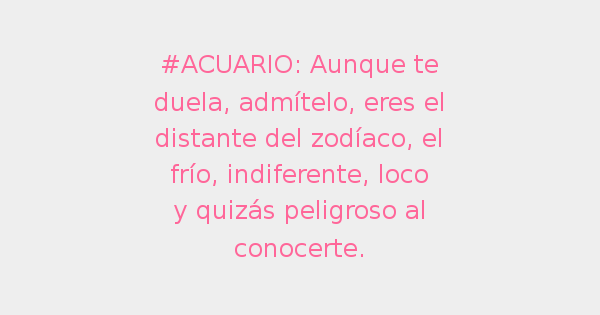 #ACUARIO: Aunque te
duela, admítelo, eres el
distante del zodíaco, el
frío, indiferente, loco
y quizás peligroso al
conocerte.